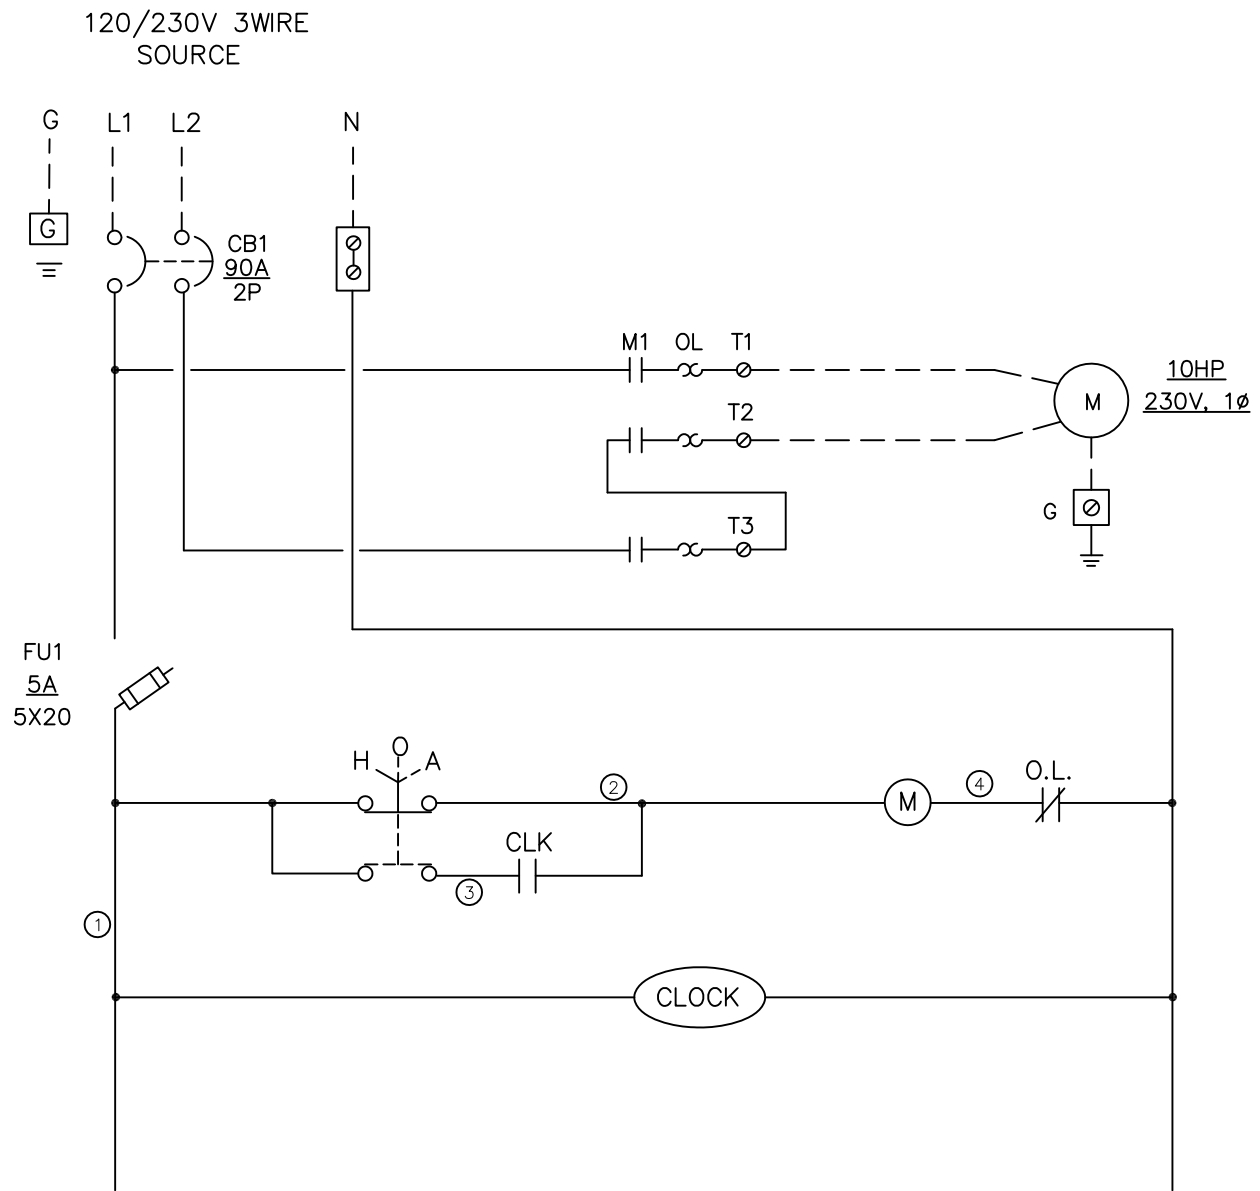 120/230V 3WIRE
SOURCE
G L1 L2 N
G
CB1
90A
2P
M1 OL T1
10HP
230V, 1ø
M
T2
G
T3
FU1
5A
5X20
H O A
2
M
4
O.L.
CLK
3
1
CLOCK